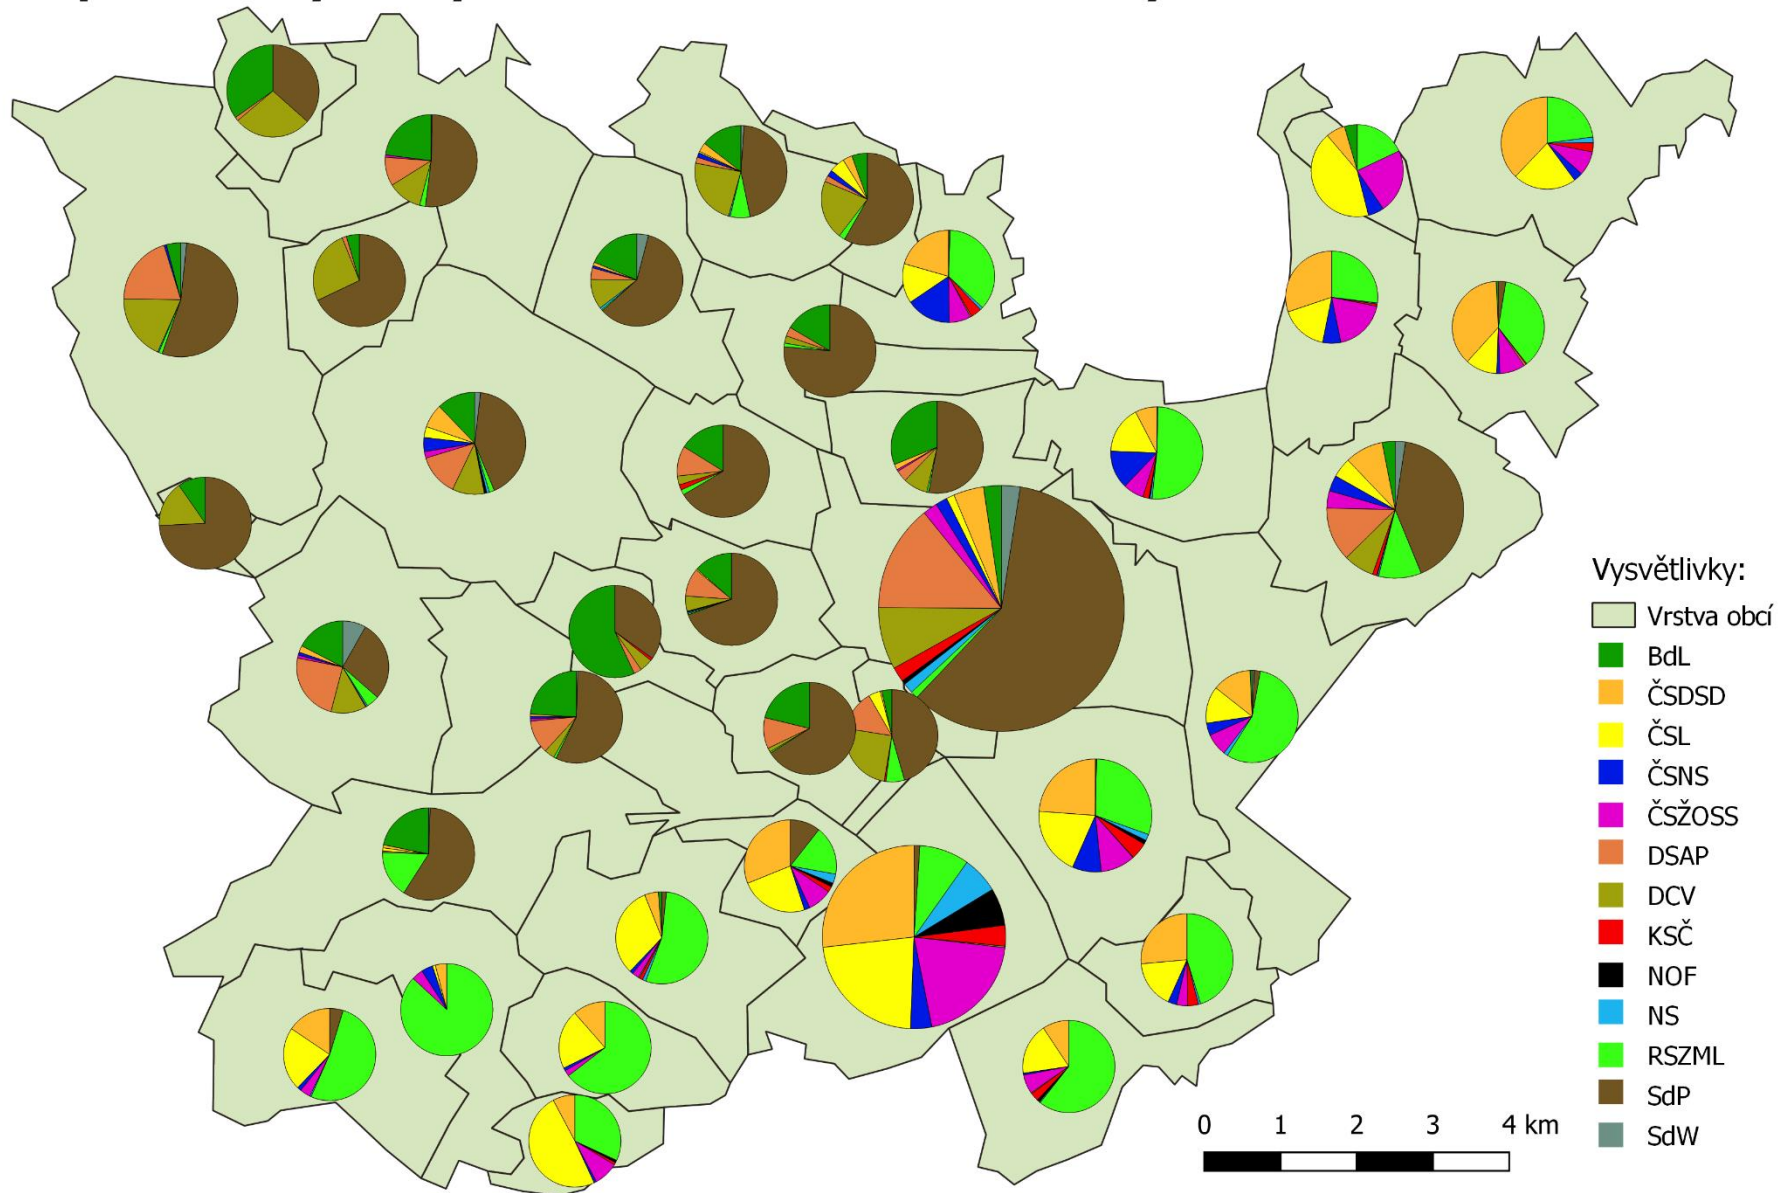 Vysvětlivky:
Vrstva obcí
BdL
ČSDSD
ČSL
ČSNS
ČSŽOSS
DSAP
DCV
KSČ
NOF
NS
RSZML
SdP
SdW
0 1 2 3 4 km